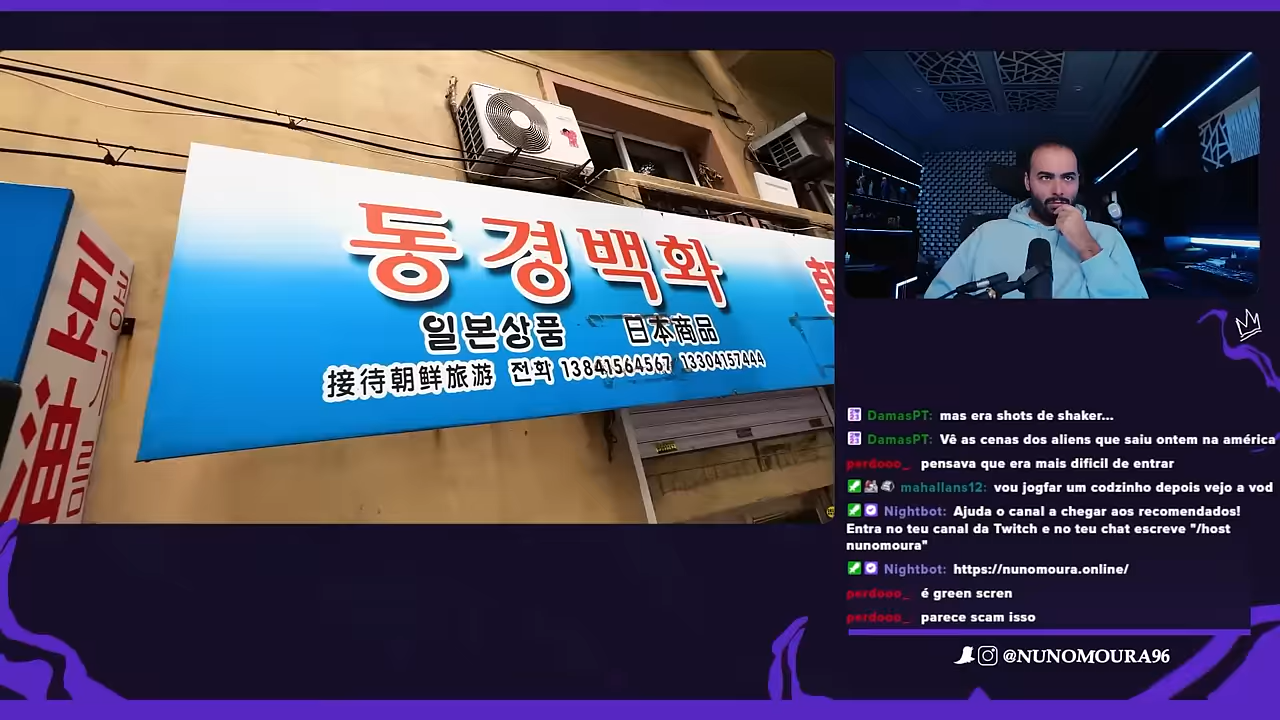 동경백화
일본상품 日本商品
接待朝鲜旅游 전화 13841564567 13304157444
DamasPT: mas era shots de shaker...
DamasPT: Vê as cenas dos aliens que saiu ontem na américa
perdooo_ pensava que era mais dificil de entrar
mahallans12: vou jogfar um codzinho depois vejo a vod
Nightbot: Ajuda o canal a chegar aos recomendados!
Entra no teu canal da Twitch e no teu chat escreve "/host
nunomoura"
Nightbot: https://nunomoura.online/
perdooo_ é green scren
perdooo_ parece scam isso
@NUNOMOURA96